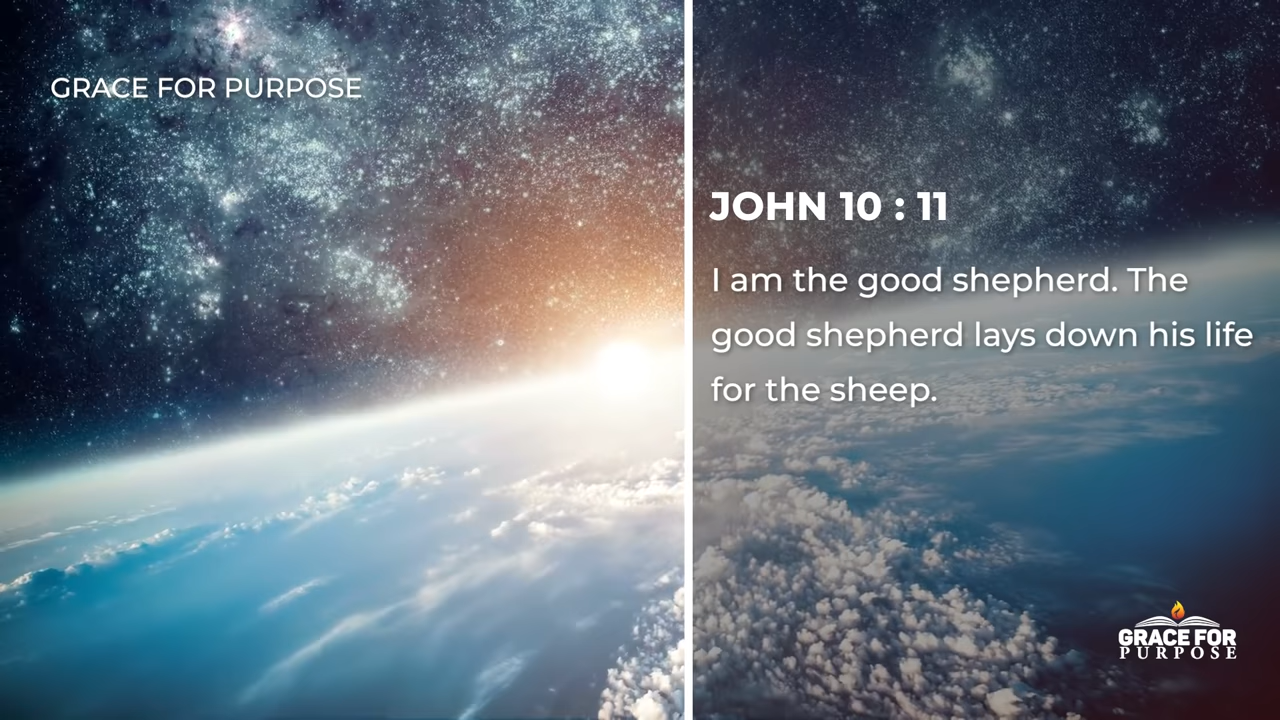 GRACE FOR PURPOSE
JOHN 10 : 11
I am the good shepherd. The
good shepherd lays down his life
for the sheep.
GRACE FOR
PURPOSE